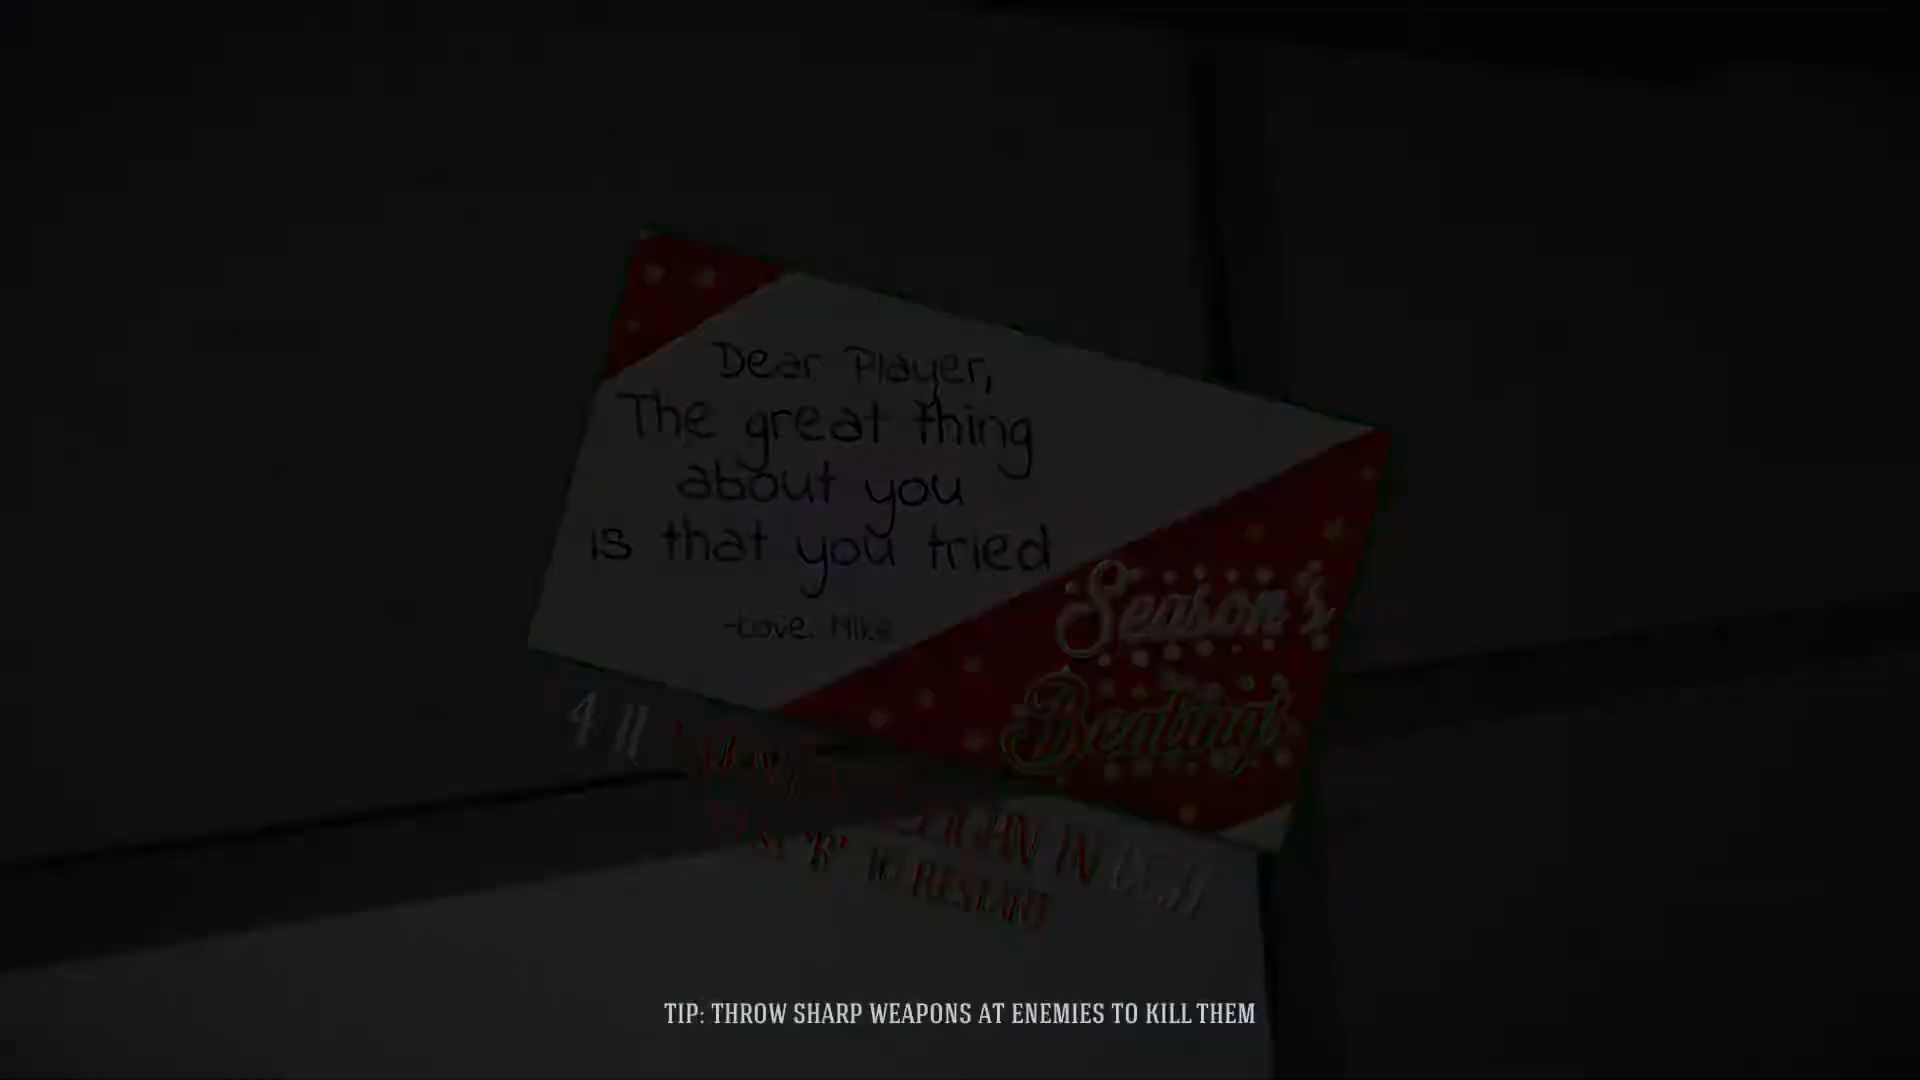 Dear Player,
The great thing
about you
is that you tried
-Love, Mike
Season's
Beatings
IN
"R" to RESTART
TIP: THROW SHARP WEAPONS AT ENEMIES TO KILL THEM